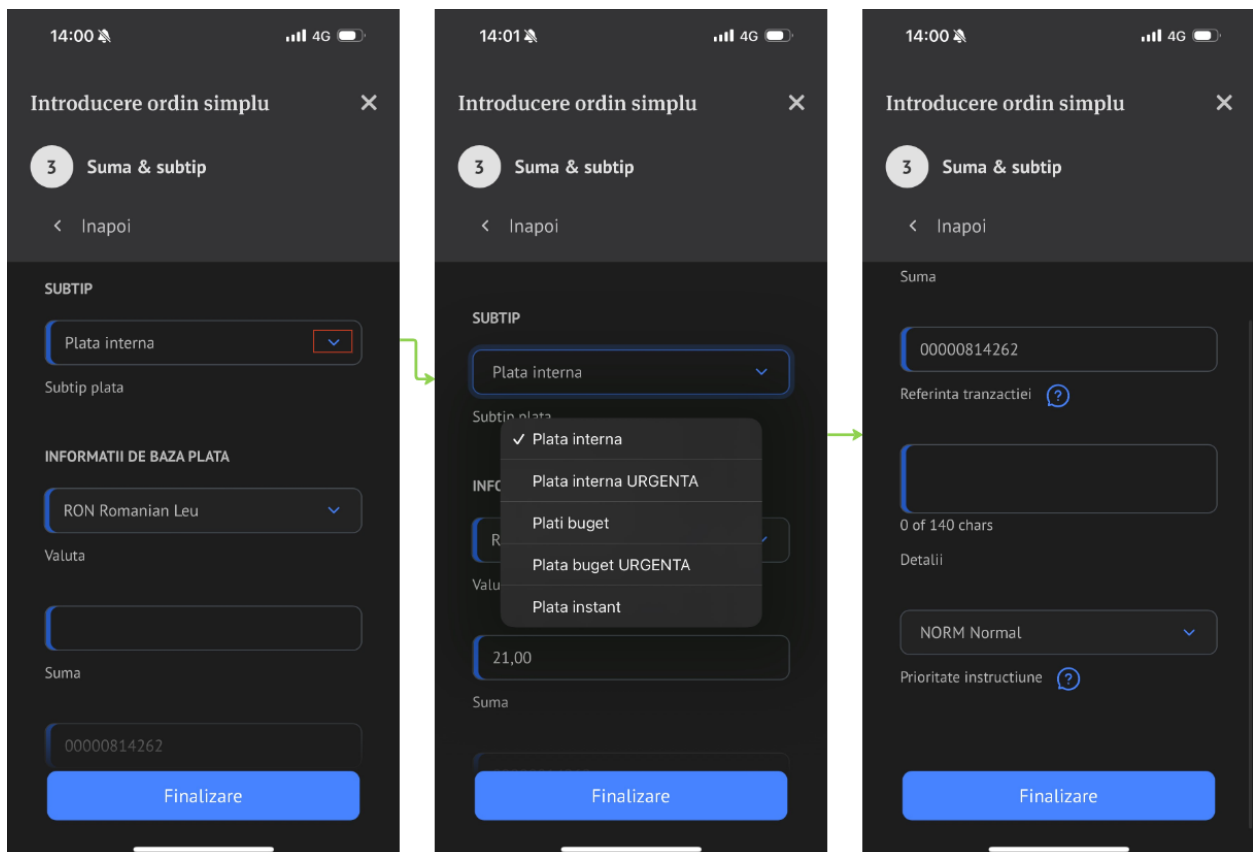 14:00
4G
Introducere ordin simplu
3 Suma & subtip
Inapoi
SUBTIP
Plata interna
Subtip plata
INFORMATII DE BAZA PLATA
RON Romanian Leu
Valuta
Suma
00000814262
Finalizare
14:01
4G
Introducere ordin simplu
3 Suma & subtip
Inapoi
SUBTIP
Plata interna
Subtip plata
✓ Plata interna
Plata interna URGENTA
Plati buget
Plata buget URGENTA
Plata instant
INFO
R
Valu
21,00
Suma
Finalizare
14:00
4G
Introducere ordin simplu
3 Suma & subtip
Inapoi
Suma
00000814262
Referinta tranzactiei
0 of 140 chars
Detalii
NORM Normal
Prioritate instructiune
Finalizare